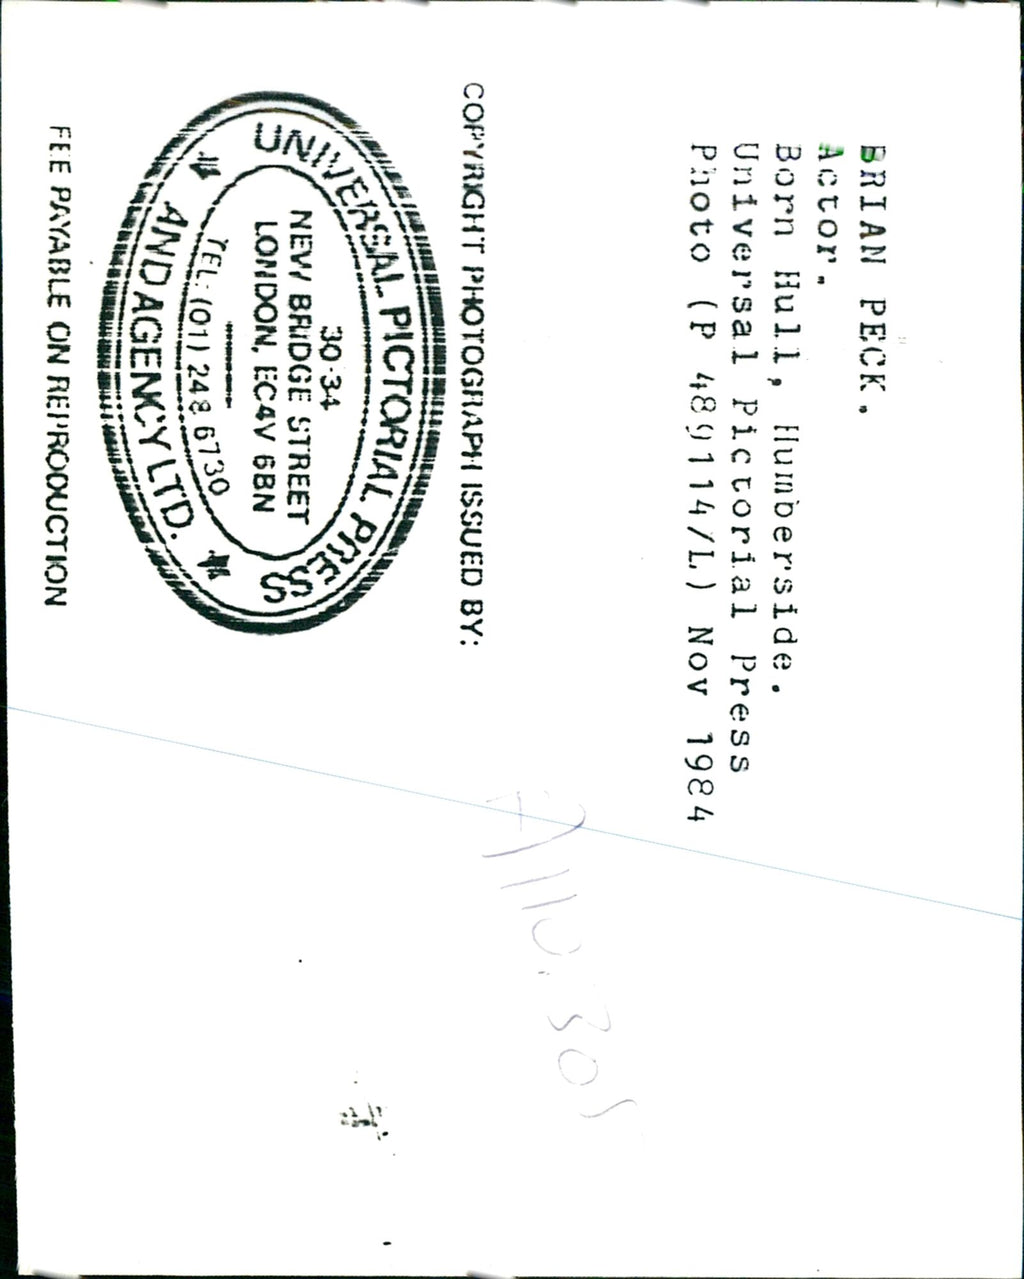 BRIAN PECK.
Actor.
Born Hull, Humberside.
Universal Pictorial Press
Photo (P 489114/L) Nov 1984
COPYRIGHT PHOTOGRAPH ISSUED BY:
UNIVERSAL PICTORIAL PRESS
30-34
NEW BRIDGE STREET
LONDON, EC4V 6BN
TEL: (01) 248 6730
AND AGENCY LTD.
FEE PAYABLE ON REPRODUCTION